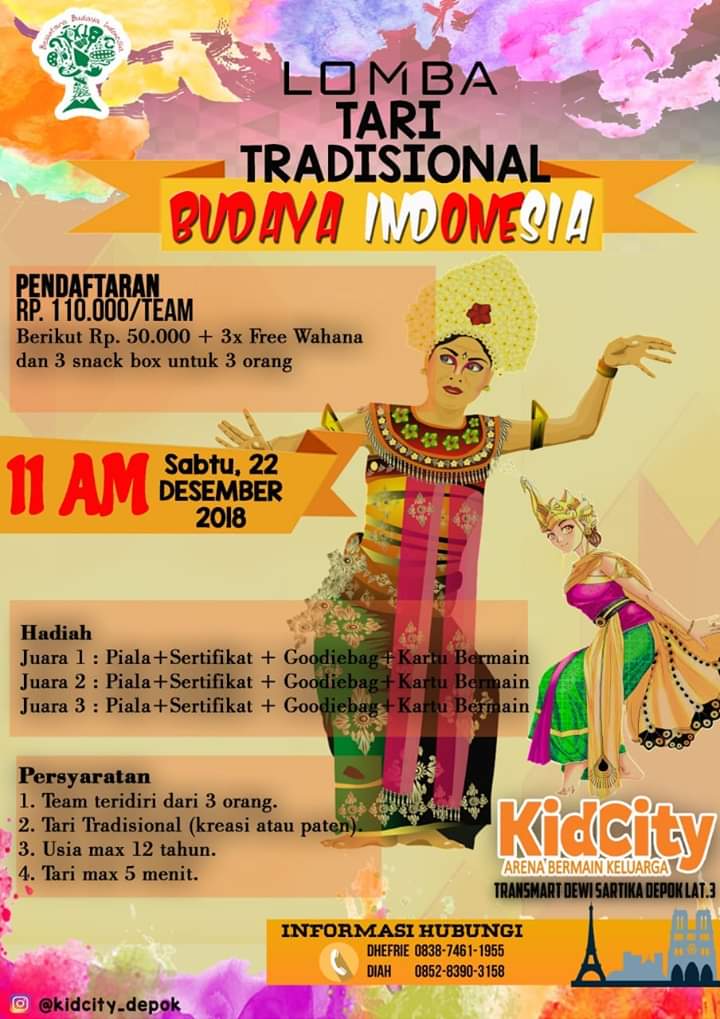 LOMBA
TARI
TRADISIONAL
BUDAYA INDONESIA
PENDAFTARAN
RP. 110.000/TEAM
Berikut Rp. 50.000 + 3x Free Wahana
dan 3 snack box untuk 3 orang
11 AM
Sabtu, 22
DESEMBER
2018
Hadiah
Juara 1 : Piala+Sertifikat + Goodiebag+Kartu Bermain
Juara 2 : Piala+Sertifikat + Goodiebag+Kartu Bermain
Juara 3 : Piala+Sertifikat + Goodiebag+Kartu Bermain
Persyaratan
1. Team teridiri dari 3 orang.
2. Tari Tradisional (kreasi atau paten).
3. Usia max 12 tahun.
4. Tari max 5 menit.
KidCity
ARENA BERMAIN KELUARGA
TRANSMART DEWI SARTIKA DEPOK LAT.3
INFORMASI HUBUNGI
DHEFRIE 0838-7461-1955
DIAH 0852-8390-3158
@kidcity_depok